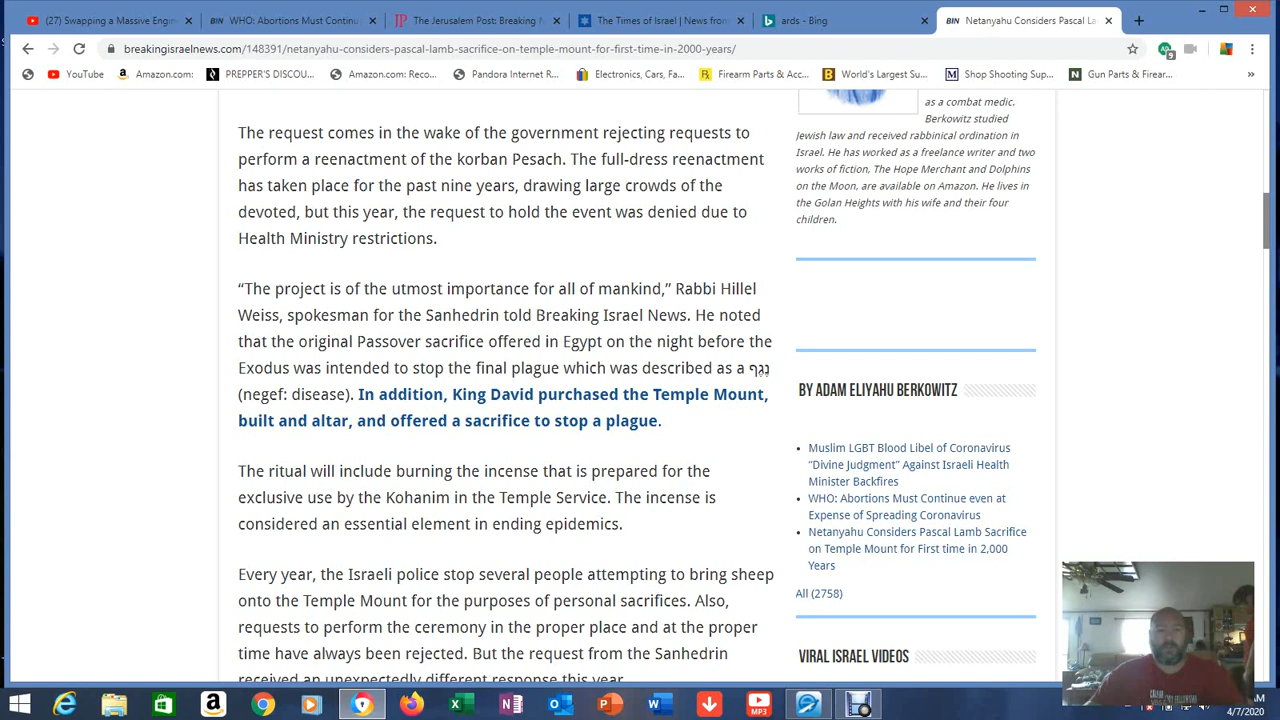 (27) Swapping a Massive Engine
WHO: Abortions Must Continu
The Jerusalem Post: Breaking
The Times of Israel | News from
ards - Bing
Netanyahu Considers Pascal La
breakingisraelnews.com/148391/netanyahu-considers-pascal-lamb-sacrifice-on-temple-mount-for-first-time-in-2000-years/
YouTube
Amazon.com:
PREPPER'S DISCOU...
Amazon.com: Reco...
Pandora Internet R...
Electronics, Cars, Fa...
Firearm Parts & Acc...
World's Largest Su...
Shop Shooting Sup...
Gun Parts & Firear...
The request comes in the wake of the government rejecting requests to
perform a reenactment of the korban Pesach. The full-dress reenactment
has taken place for the past nine years, drawing large crowds of the
devoted, but this year, the request to hold the event was denied due to
Health Ministry restrictions.
“The project is of the utmost importance for all of mankind,” Rabbi Hillel
Weiss, spokesman for the Sanhedrin told Breaking Israel News. He noted
that the original Passover sacrifice offered in Egypt on the night before the
Exodus was intended to stop the final plague which was described as a נֶגֶף
(negef: disease). In addition, King David purchased the Temple Mount,
built and altar, and offered a sacrifice to stop a plague.
The ritual will include burning the incense that is prepared for the
exclusive use by the Kohanim in the Temple Service. The incense is
considered an essential element in ending epidemics.
Every year, the Israeli police stop several people attempting to bring sheep
onto the Temple Mount for the purposes of personal sacrifices. Also,
requests to perform the ceremony in the proper place and at the proper
time have always been rejected. But the request from the Sanhedrin
received an unexpectedly different response this year.
as a combat medic.
Berkowitz studied
Jewish law and received rabbinical ordination in
Israel. He has worked as a freelance writer and two
works of fiction, The Hope Merchant and Dolphins
on the Moon, are available on Amazon. He lives in
the Golan Heights with his wife and their four
children.
BY ADAM ELIYAHU BERKOWITZ
Muslim LGBT Blood Libel of Coronavirus
“Divine Judgment” Against Israeli Health
Minister Backfires
WHO: Abortions Must Continue even at
Expense of Spreading Coronavirus
Netanyahu Considers Pascal Lamb Sacrifice
on Temple Mount for First time in 2,000
Years
All (2758)
VIRAL ISRAEL VIDEOS
MP3
AM
4/7/2020